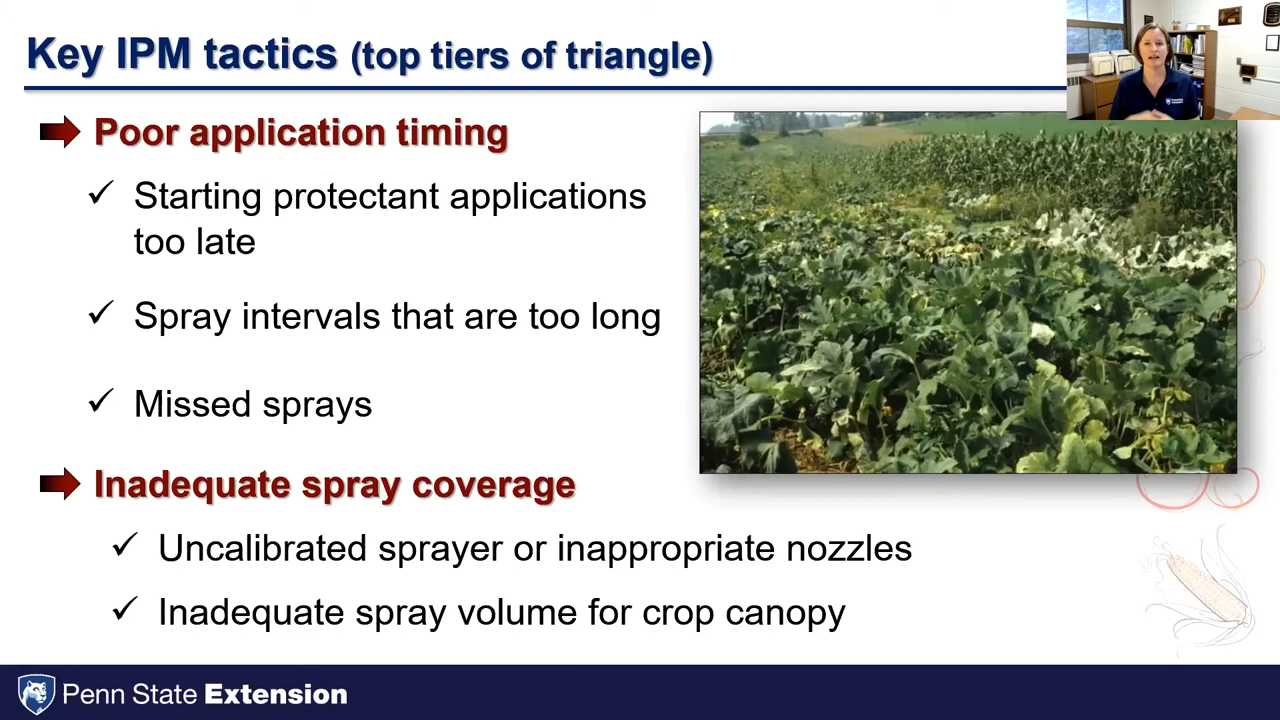 Key IPM tactics (top tiers of triangle)
Poor application timing
Starting protectant applications
too late
Spray intervals that are too long
Missed sprays
Inadequate spray coverage
Uncalibrated sprayer or inappropriate nozzles
Inadequate spray volume for crop canopy
Penn State Extension